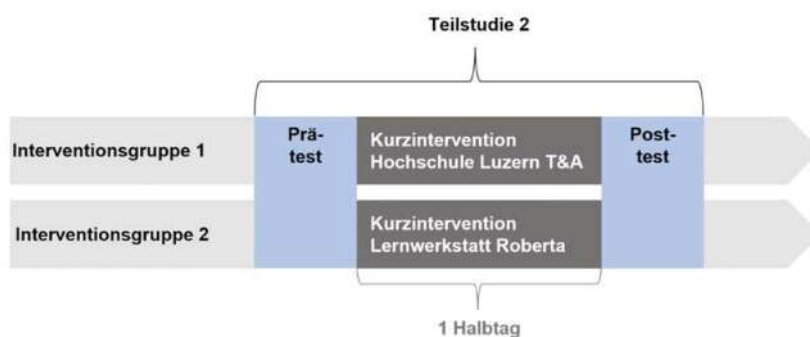 Teilstudie 2
Interventionsgruppe 1
Prä-
test
Kurzintervention
Hochschule Luzern T&A
Post-
test
Interventionsgruppe 2
Kurzintervention
Lernwerkstatt Roberta
1 Halbtag